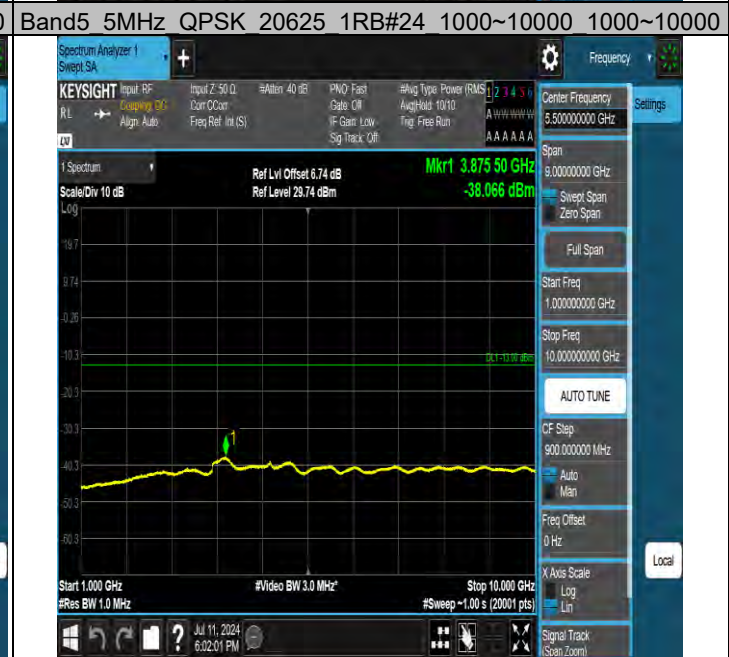 0 Band5_5MHz_QPSK_20625_1RB#24_1000~10000_1000~10000
Spectrum Analyzer 1
Swept SA
+
Frequency
KEYSIGHT Input: RF Input Z: 50 Ω #Atten: 40 dB PNO: Fast #Avg Type: Power (RMS 1 2 3 4 5 6
RL Coupling: DC Corr CCorr Gate: Off Avg|Hold: 10/10 A W W W W W
Align: Auto Freq Ref: Int (S) IF Gain: Low Trig: Free Run
Sig Track: Off A A A A A A
LXI
1 Spectrum
Scale/Div 10 dB
Ref Lvl Offset 6.74 dB
Ref Level 29.74 dBm
Mkr1 3.875 50 GHz
-38.066 dBm
Log
19.7
9.74
-0.26
-10.3
DL1 -13.00 dBm
-20.3
-30.3
1
-40.3
-50.3
-60.3
Start 1.000 GHz
#Video BW 3.0 MHz*
Stop 10.000 GHz
#Res BW 1.0 MHz
#Sweep ~1.00 s (20001 pts)
?
Jul 11, 2024
6:02:01 PM
Center Frequency
5.500000000 GHz
Settings
Span
9.00000000 GHz
Swept Span
Zero Span
Full Span
Start Freq
1.000000000 GHz
Stop Freq
10.000000000 GHz
AUTO TUNE
CF Step
900.000000 MHz
Auto
Man
Freq Offset
0 Hz
X Axis Scale
Log
Lin
Local
Signal Track
(Span Zoom)